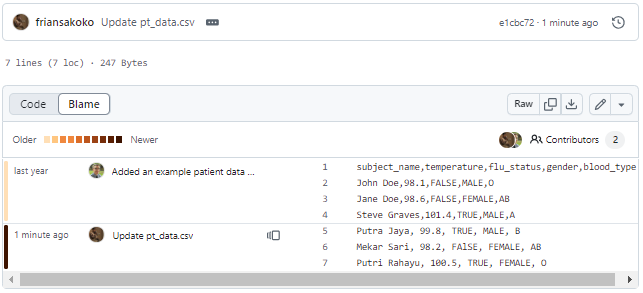 friansakoko Update pt_data.csv e1cbc72 · 1 minute ago
7 lines (7 loc) · 247 Bytes
Code Blame Raw
Older Newer Contributors 2
last year Added an example patient data ... 1 subject_name,temperature,flu_status,gender,blood_type
2 John Doe,98.1,FALSE,MALE,O
3 Jane Doe,98.6,FALSE,FEMALE,AB
4 Steve Graves,101.4,TRUE,MALE,A
1 minute ago Update pt_data.csv 5 Putra Jaya, 99.8, TRUE, MALE, B
6 Mekar Sari, 98.2, FAlSE, FEMALE, AB
7 Putri Rahayu, 100.5, TRUE, FEMALE, O